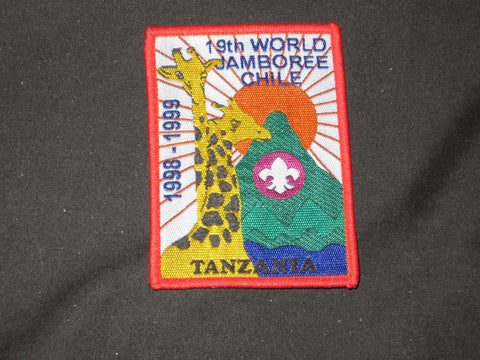 19th WORLD
JAMBOREE
CHILE
1998 - 1999
TANZANIA